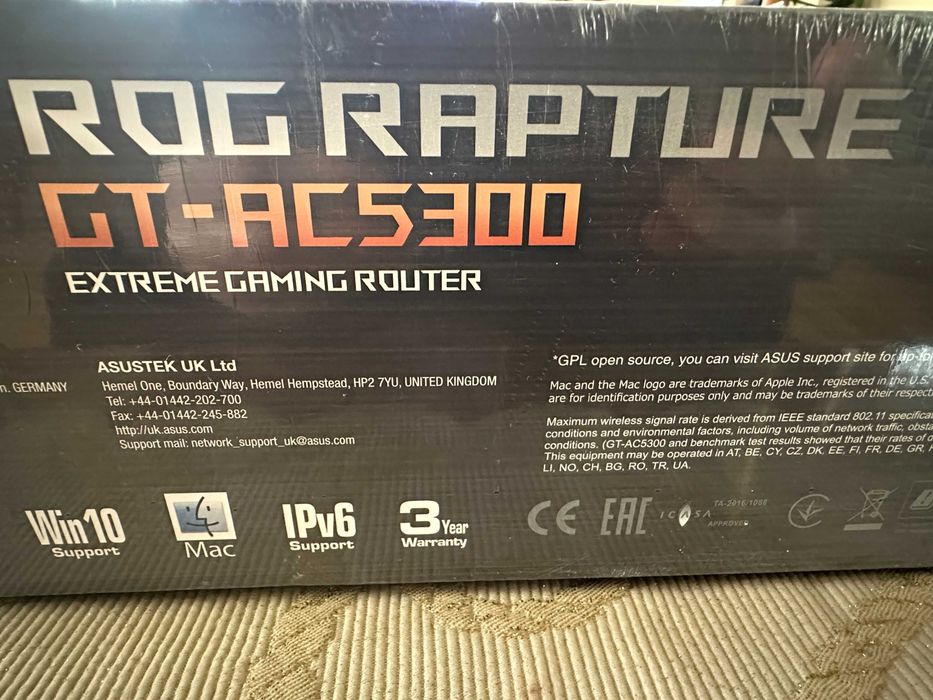 ROG RAPTURE
GT-AC5300
EXTREME GAMING ROUTER
n. GERMANY
ASUSTEK UK Ltd
Hemel One, Boundary Way, Hemel Hempstead, HP2 7YU, UNITED KINGDOM
Tel: +44-01442-202-700
Fax: +44-01442-245-882
http://uk.asus.com
Support mail: network_support_uk@asus.com
*GPL open source, you can visit ASUS support site for
Mac and the Mac logo are trademarks of Apple Inc., registered in the U.S.
are for identification purposes only and may be trademarks of their
Maximum wireless signal rate is derived from IEEE standard 802.11
conditions and environmental factors, including volume of network traffic,
conditions. (GT-AC5300 and benchmark test results showed that their rates of
This equipment may be operated in AT, BE, CY, CZ, DK, EE, FI, FR, DE, GR,
LI, NO, CH, BG, RO, TR, UA.
Win10
Support
Mac
IPv6
Support
3 Year
Warranty
CE
EAC
ICASA
TA-2016/1088
APPROVED